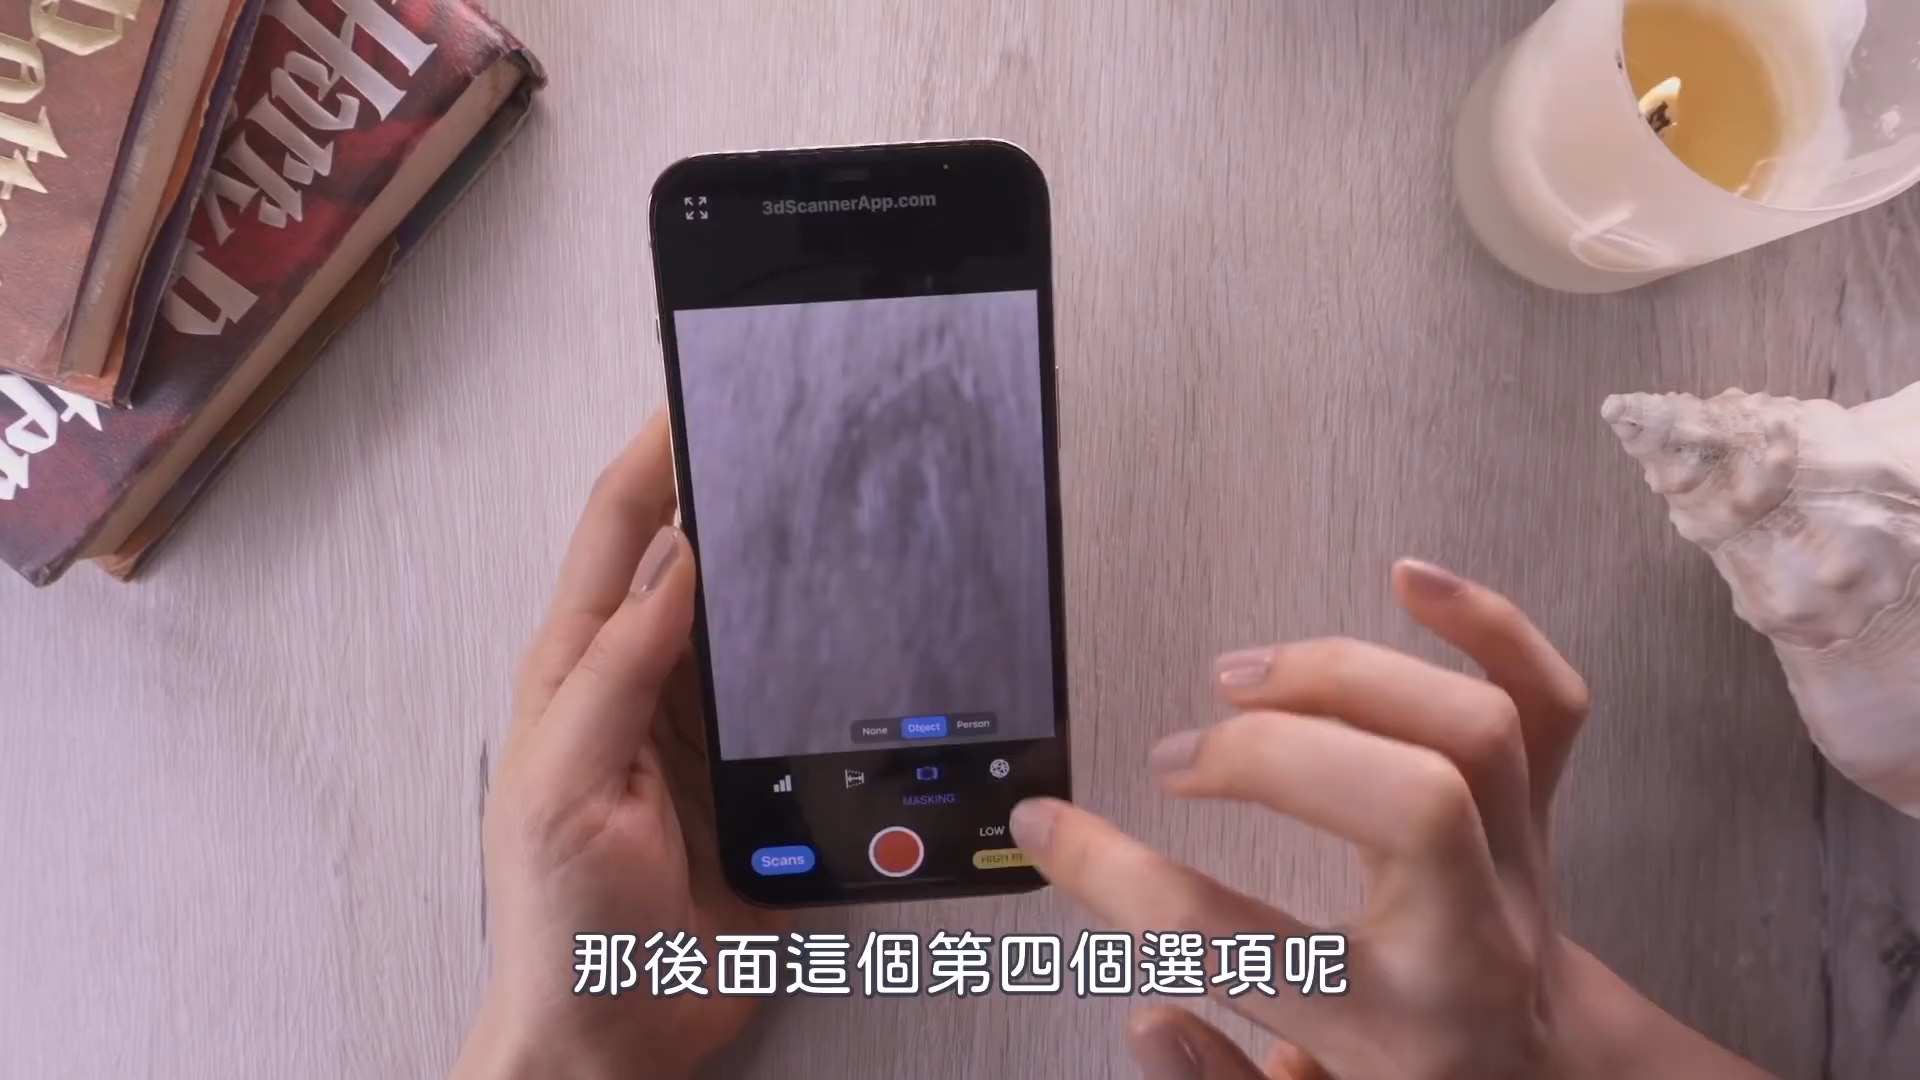 Harry
3dScannerApp.com
None
Object
Person
MASKING
LOW
Scans
那後面這個第四個選項呢